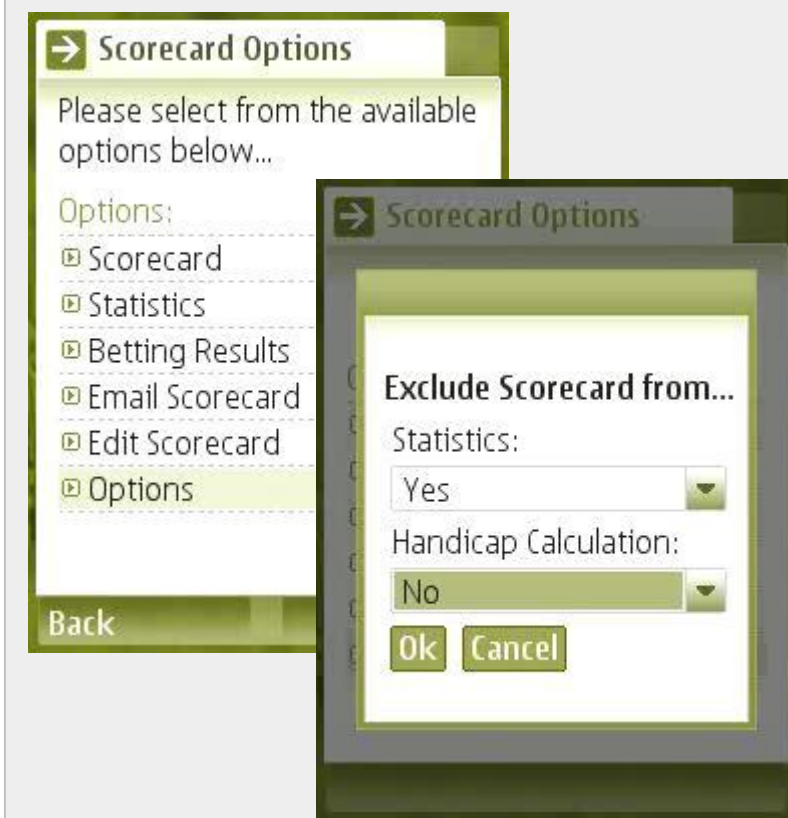 Scorecard Options
Please select from the available
options below...
Options:
Scorecard
Statistics
Betting Results
Email Scorecard
Edit Scorecard
Options
Back
Scorecard Options
Exclude Scorecard from...
Statistics:
Yes
Handicap Calculation:
No
Ok Cancel